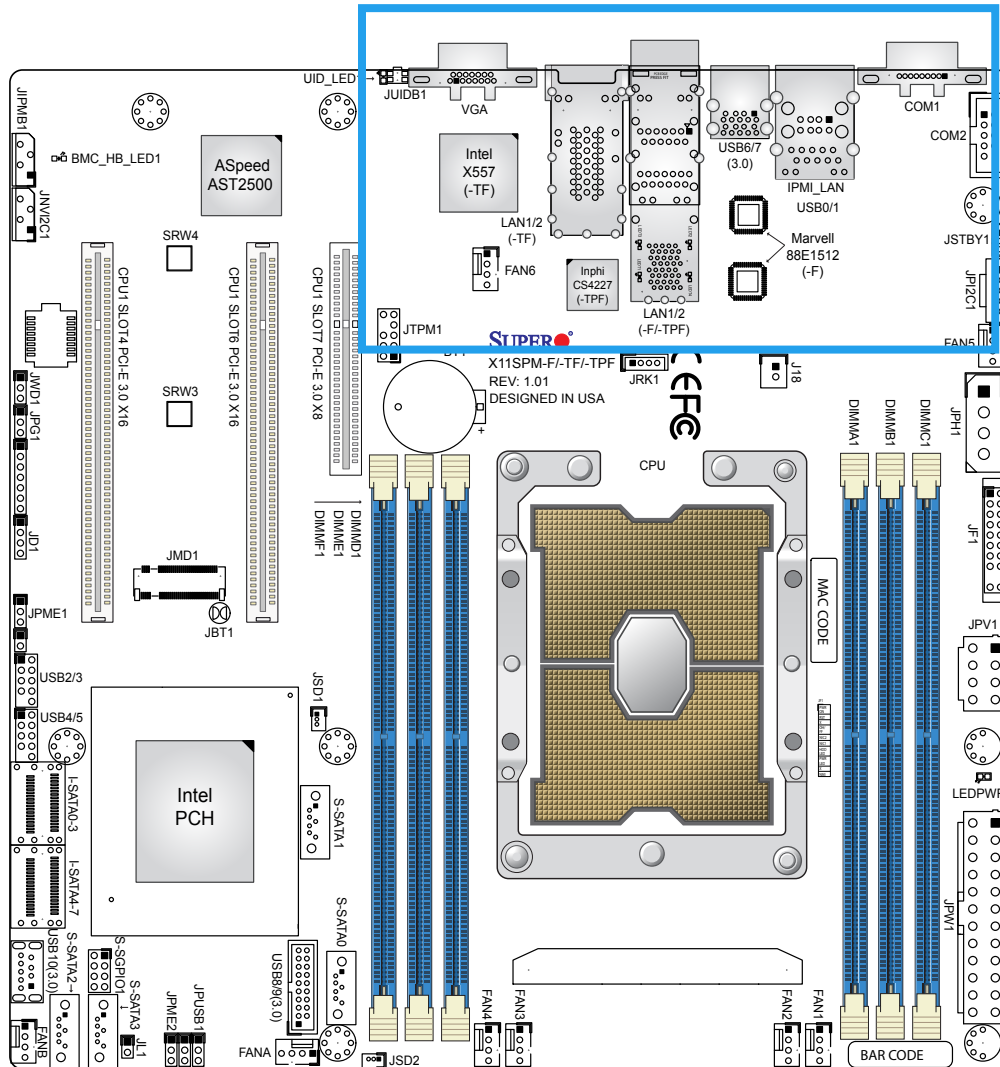 UID_LED1
JUIDB1
VGA
COM1
COM2
JIPMB1
BMC_HB_LED1
ASpeed
AST2500
Intel
X557
(-TF)
USB6/7
(3.0)
IPMI_LAN
USB0/1
JNVI2C1
LAN1/2
(-TF)
JSTBY1
SRW4
FAN6
Inphi
CS4227
(-TPF)
Marvell
88E1512
(-F)
JPI2C1
LAN1/2
(-F/-TPF)
JTPM1
FAN5
CPU1 SLOT4 PCI-E 3.0 X16
CPU1 SLOT6 PCI-E 3.0 X16
CPU1 SLOT7 PCI-E 3.0 X8
SUPER
X11SPM-F/-TF/-TPF
REV: 1.01
DESIGNED IN USA
JRK1
J18
JWD1
JPG1
SRW3
JPH1
DIMMA1
DIMMB1
DIMMC1
CPU
JD1
DIMMF1
DIMME1
DIMMD1
JF1
JMD1
MAC CODE
JPME1
JBT1
JPV1
USB2/3
JSD1
USB4/5
LEDPWR
I-SATA0-3
Intel
PCH
S-SATA1
I-SATA4-7
JPW1
USB10(3.0)
S-SATA2
S-SGPIO1
S-SATA3
USB8/9(3.0)
S-SATA0
FANB
JL1
JPME2
JPUSB1
FANA
JSD2
FAN4
FAN3
FAN2
FAN1
BAR CODE